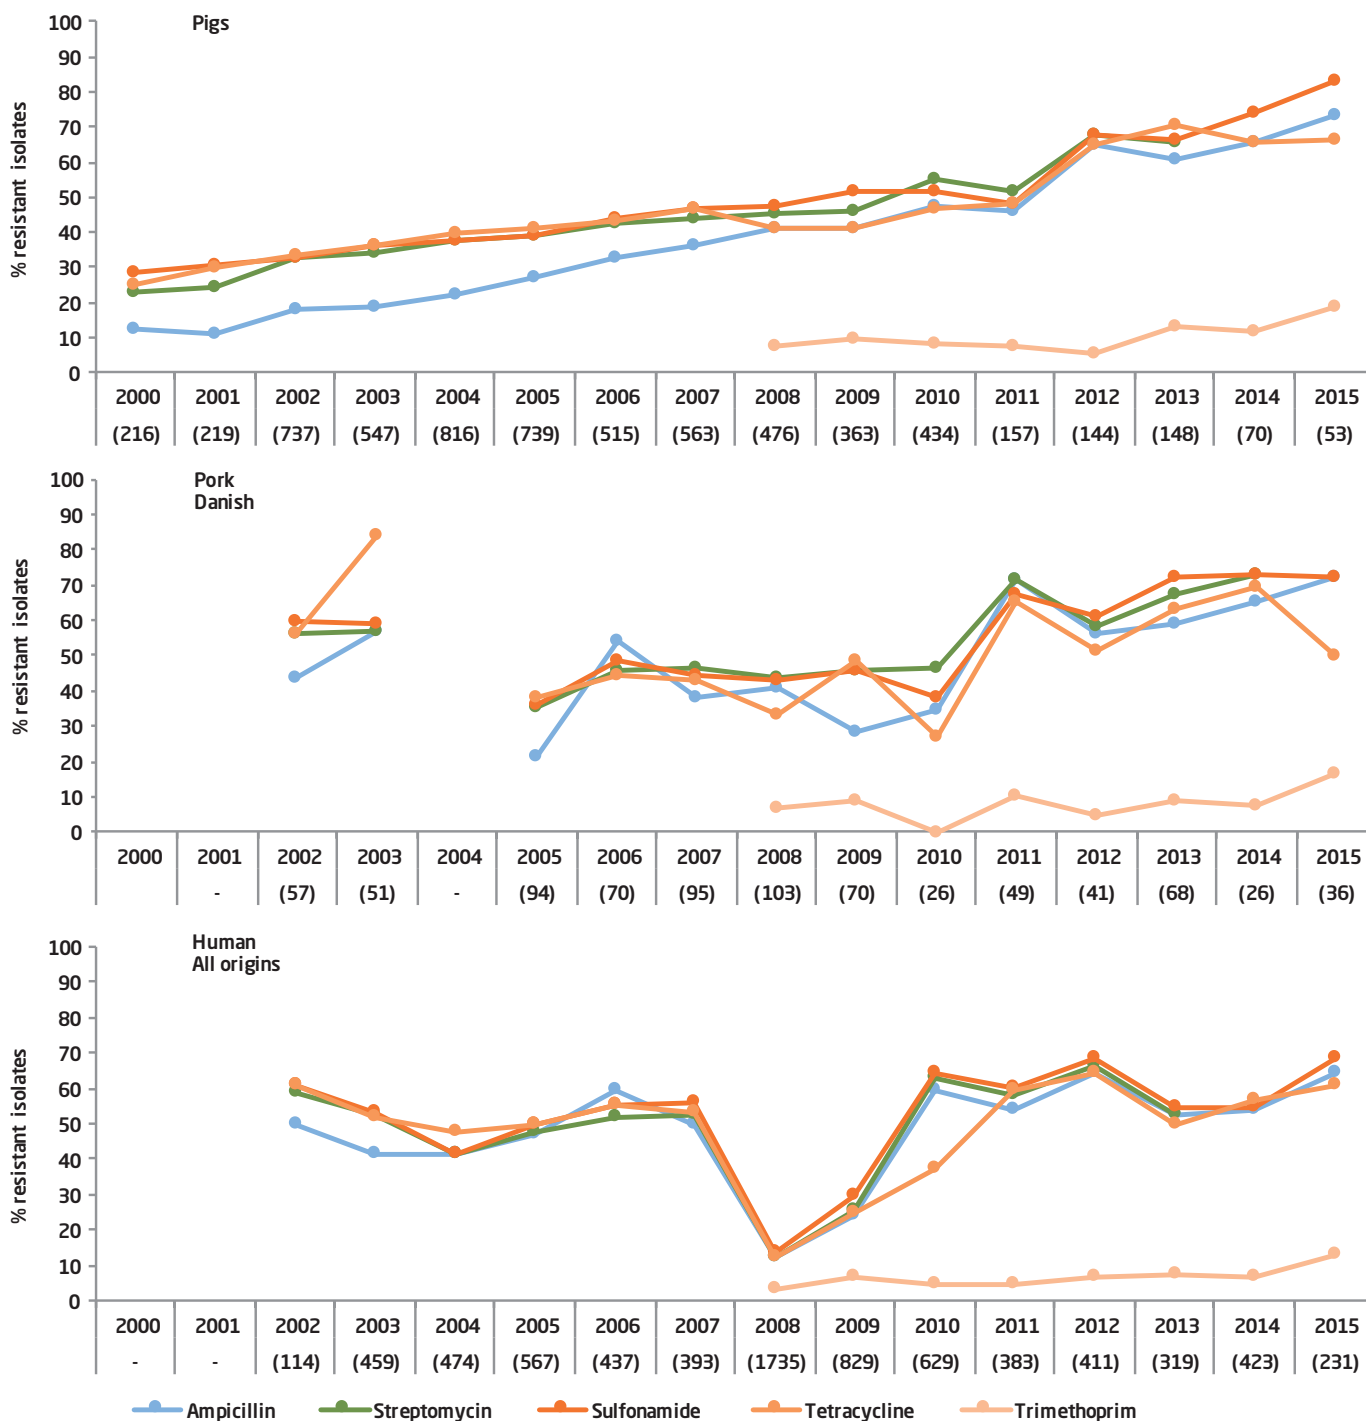 Pigs
% resistant isolates
100
90
80
70
60
50
40
30
20
10
0
2000 2001 2002 2003 2004 2005 2006 2007 2008 2009 2010 2011 2012 2013 2014 2015
(216) (219) (737) (547) (816) (739) (515) (563) (476) (363) (434) (157) (144) (148) (70) (53)
Pork
Danish
% resistant isolates
100
90
80
70
60
50
40
30
20
10
0
2000 2001 2002 2003 2004 2005 2006 2007 2008 2009 2010 2011 2012 2013 2014 2015
- (57) (51) - (94) (70) (95) (103) (70) (26) (49) (41) (68) (26) (36)
Human
All origins
% resistant isolates
100
90
80
70
60
50
40
30
20
10
0
2000 2001 2002 2003 2004 2005 2006 2007 2008 2009 2010 2011 2012 2013 2014 2015
- - (114) (459) (474) (567) (437) (393) (1735) (829) (629) (383) (411) (319) (423) (231)
Ampicillin Streptomycin Sulfonamide Tetracycline Trimethoprim